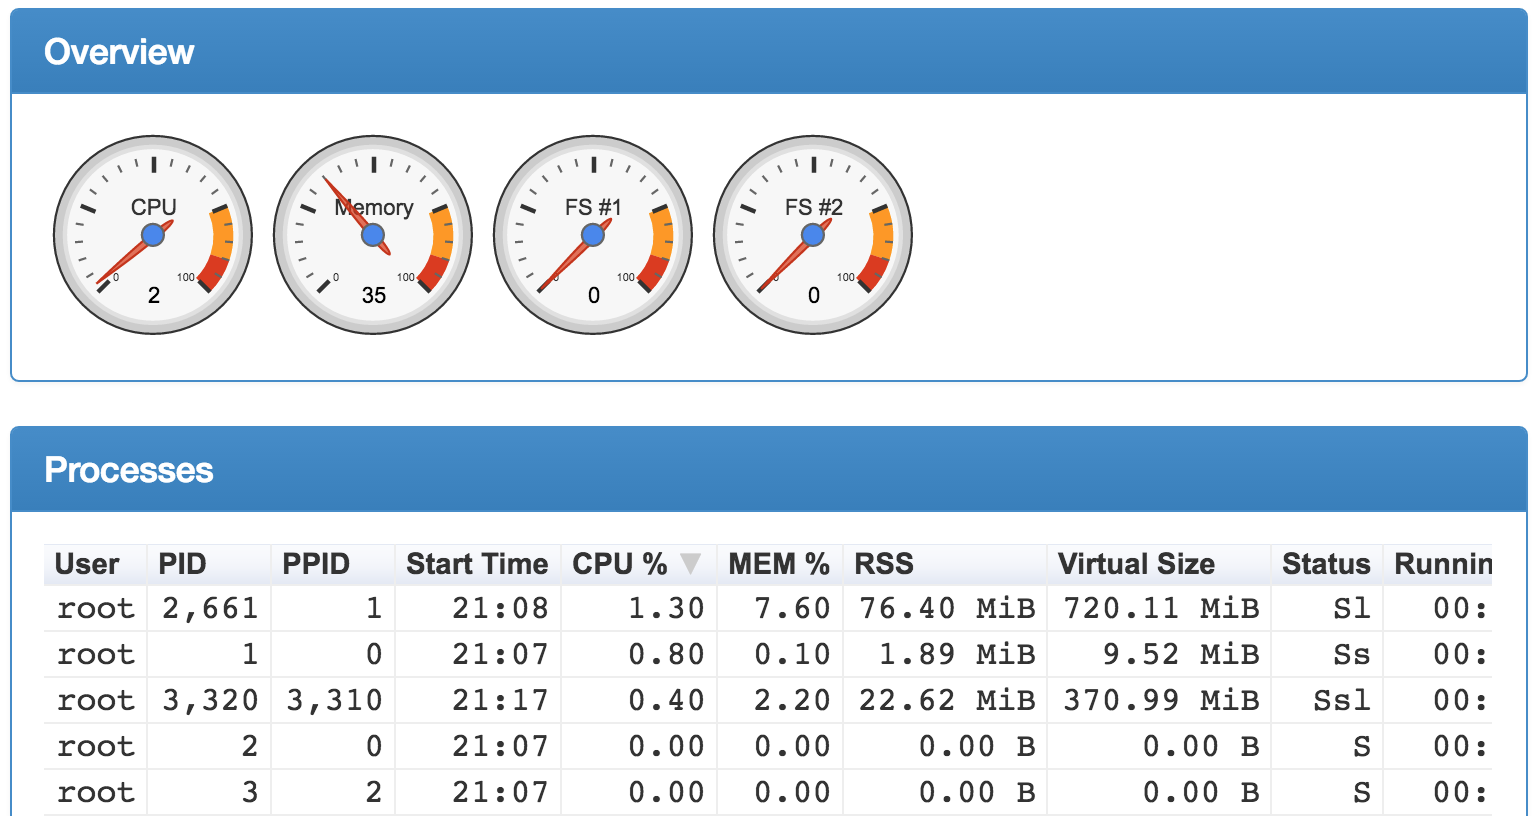 Overview
CPU Memory FS #1 FS #2
0 100 0 100 100 100
2 35 0 0
Processes
User PID PPID Start Time CPU % MEM % RSS Virtual Size Status Runnin
root 2,661 1 21:08 1.30 7.60 76.40 MiB 720.11 MiB Sl 00:
root 1 0 21:07 0.80 0.10 1.89 MiB 9.52 MiB Ss 00:
root 3,320 3,310 21:17 0.40 2.20 22.62 MiB 370.99 MiB Ssl 00:
root 2 0 21:07 0.00 0.00 0.00 B 0.00 B S 00:
root 3 2 21:07 0.00 0.00 0.00 B 0.00 B S 00: